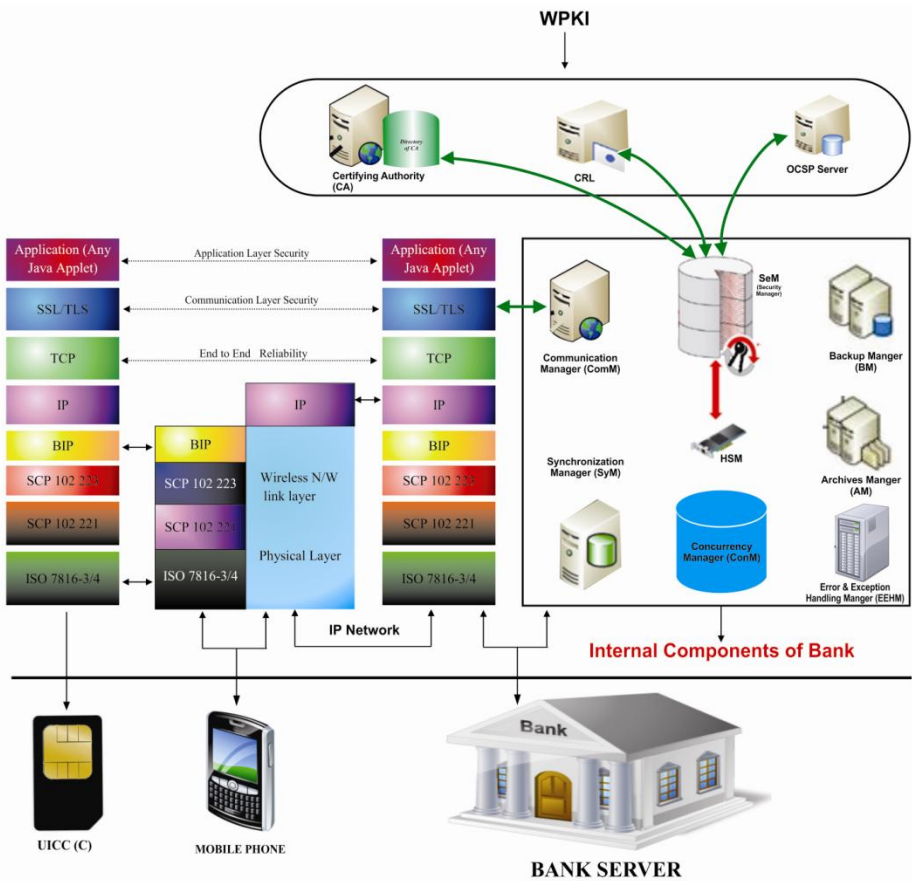 WPKI
Directory
of CA
Certifying Authority
(CA)
CRL
OCSP Server
Application (Any
Java Applet)
Application Layer Security
Application (Any
Java Applet)
SSL/TLS
Communication Layer Security
SSL/TLS
TCP
End to End Reliability
TCP
IP
IP
IP
BIP
BIP
BIP
SCP 102 223
SCP 102 223
SCP 102 223
SCP 102 221
SCP 102 221
SCP 102 221
ISO 7816-3/4
ISO 7816-3/4
ISO 7816-3/4
Wireless N/W
link layer
Physical Layer
IP Network
SeM
(Security
Manager)
Communication
Manager (ComM)
Backup Manger
(BM)
HSM
Synchronization
Manager (SyM)
Archives Manger
(AM)
Concurrency
Manager (ConM)
Error & Exception
Handling Manger (EEHM)
Internal Components of Bank
Bank
UICC (C)
MOBILE PHONE
BANK SERVER